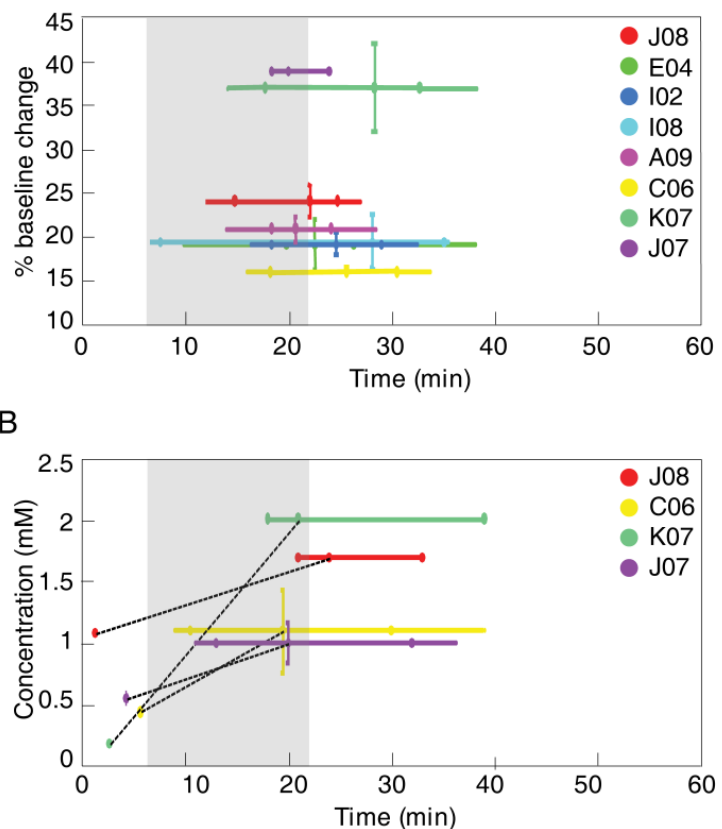 45
40
35
30
25
20
15
10
% baseline change
0
10
20
30
40
50
60
Time (min)
J08
E04
I02
I08
A09
C06
K07
J07
B
2.5
2
1.5
1
0.5
0
Concentration (mM)
0
10
20
30
40
50
60
Time (min)
J08
C06
K07
J07